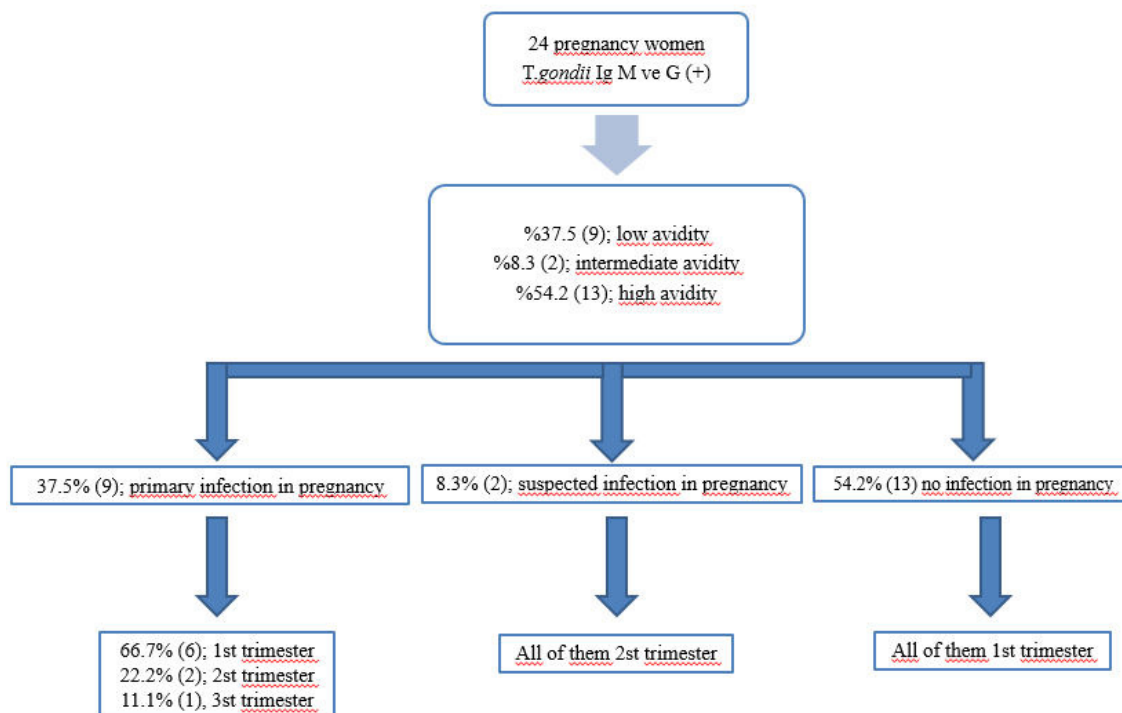 24 pregnancy women
T.gondii Ig M ve G (+)
%37.5 (9); low avidity
%8.3 (2); intermediate avidity
%54.2 (13); high avidity
37.5% (9); primary infection in pregnancy
8.3% (2); suspected infection in pregnancy
54.2% (13) no infection in pregnancy
66.7% (6); 1st trimester
22.2% (2); 2st trimester
11.1% (1), 3st trimester
All of them 2st trimester
All of them 1st trimester